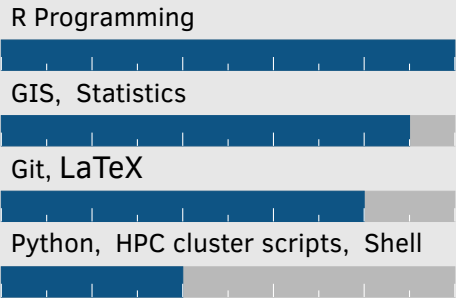 R Programming
GIS, Statistics
Git, LaTeX
Python, HPC cluster scripts, Shell